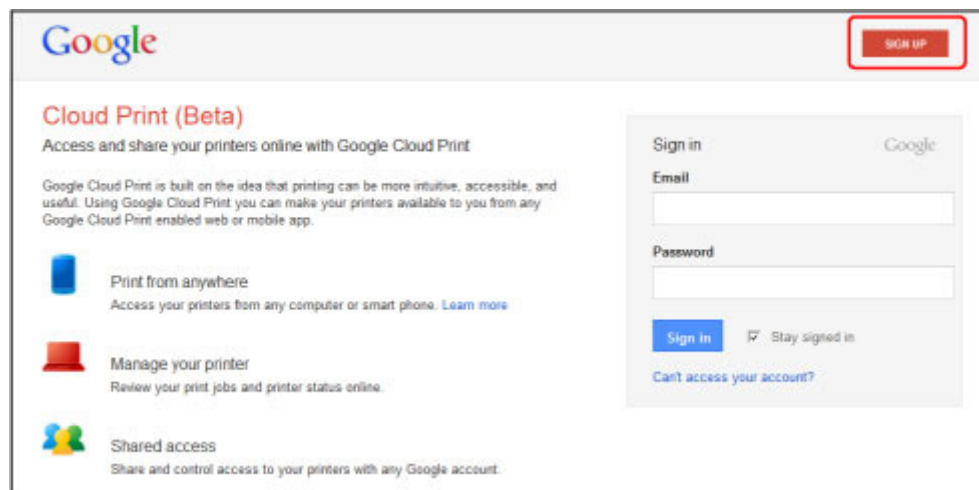 Google
SIGN UP
Cloud Print (Beta)
Access and share your printers online with Google Cloud Print
Google Cloud Print is built on the idea that printing can be more intuitive, accessible, and
useful. Using Google Cloud Print you can make your printers available to you from any
Google Cloud Print enabled web or mobile app.
Print from anywhere
Access your printers from any computer or smart phone. Learn more
Manage your printer
Review your print jobs and printer status online.
Shared access
Share and control access to your printers with any Google account.
Sign in
Google
Email
Password
Sign in
Stay signed in
Can't access your account?